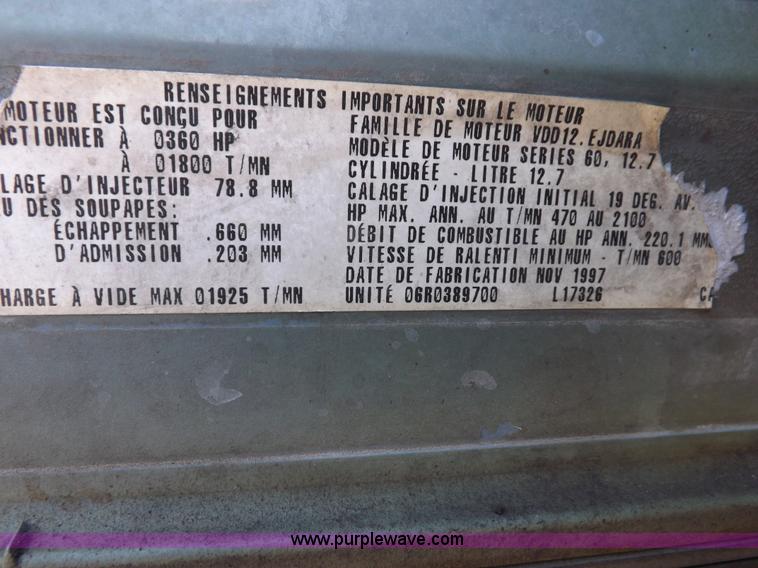 RENSEIGNEMENTS IMPORTANTS SUR LE MOTEUR
MOTEUR EST CONÇU POUR
NCTIONNER À 0360 HP
À 01800 T/MN
LAGE D'INJECTEUR 78.8 MM
U DES SOUPAPES:
ÉCHAPPEMENT .660 MM
D'ADMISSION .203 MM
HARGE À VIDE MAX 01925 T/MN
FAMILLE DE MOTEUR VDD12.EJDARA
MODÈLE DE MOTEUR SERIES 60, 12.7
CYLINDRÉE - LITRE 12.7
CALAGE D'INJECTION INITIAL 19 DEG. AV.
HP MAX. ANN. AU T/MN 470 AU 2100
DÉBIT DE COMBUSTIBLE AU HP ANN. 220.1 MM
VITESSE DE RALENTI MINIMUM - T/MN 600
DATE DE FABRICATION NOV 1997
UNITÉ 06R0389700 L17326 CA
www.purplewave.com